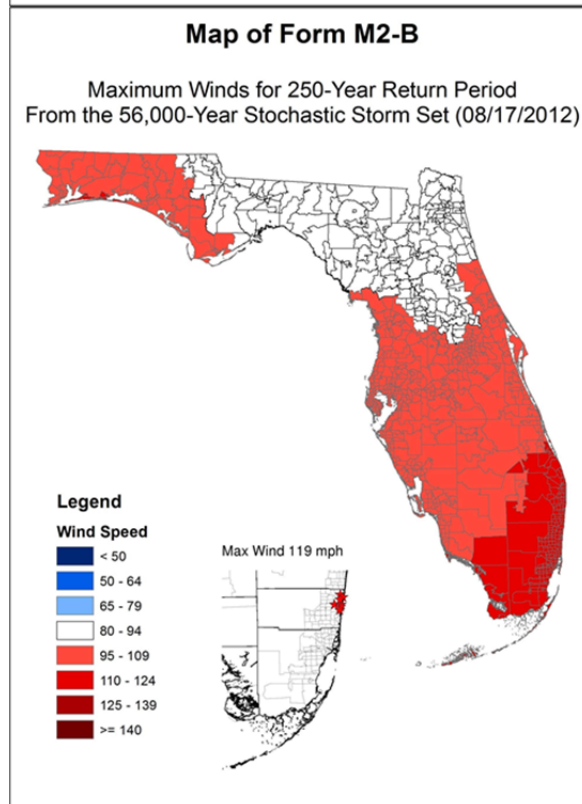 Map of Form M2-B
Maximum Winds for 250-Year Return Period
From the 56,000-Year Stochastic Storm Set (08/17/2012)
Legend
Wind Speed
< 50
50 - 64
65 - 79
80 - 94
95 - 109
110 - 124
125 - 139
>= 140
Max Wind 119 mph